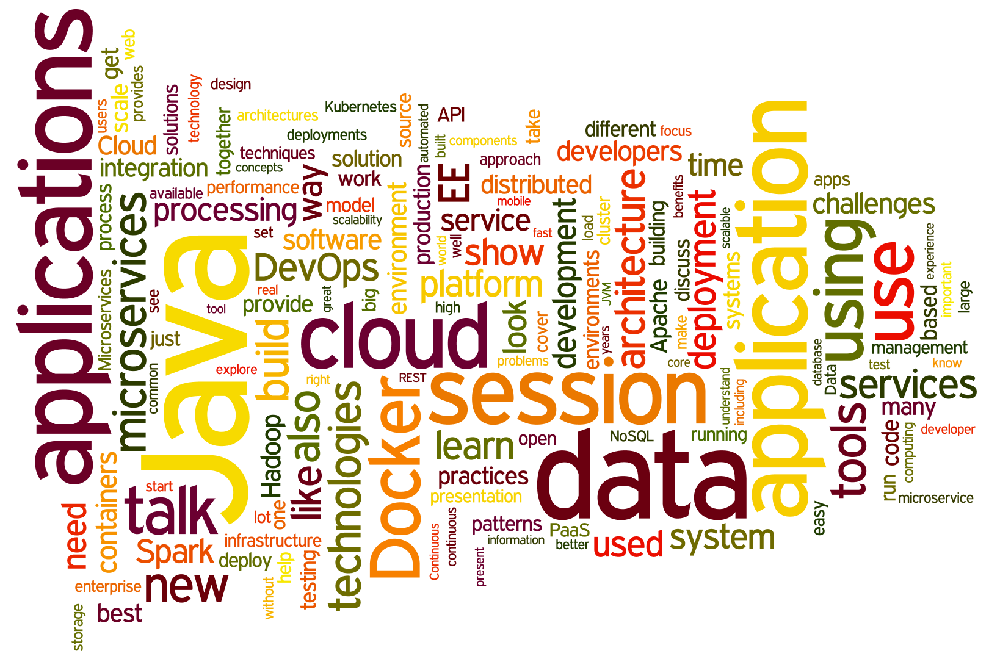 applications
web
get
provides
scale
users
Cloud
solutions
technology
design
integration
together
architectures
Kubernetes
deployments
techniques
concepts
source
automated
API
built
components
take
different
focus
developers
time
application
process
microservices
available
performance
processing
way
solution
work
model
scalability
environment
production
EE
approach
distributed
mobile
service
fast
world
well
show
development
load
cluster
architecture
benefits
building
deployment
scalable
apps
challenges
using
use
experience
important
large
based
set
software
DevOps
real
provide
great
big
tool
see
Microservices
just
common
Java
explore
build
cloud
platform
high
look
cover
problems
environments
JVM
years
Apache
discuss
make
core
systems
management
database
Data
test
know
services
right
REST
session
understand
including
many
tools
code
run
computing
developer
microservice
Hadoop
also
like
technologies
Docker
learn
open
NoSQL
running
data
practices
presentation
patterns
information
PaaS
better
used
system
easy
containers
need
start
talk
lot
one
infrastructure
Spark
deploy
help
testing
without
Continuous
continuous
present
enterprise
new
best
storage